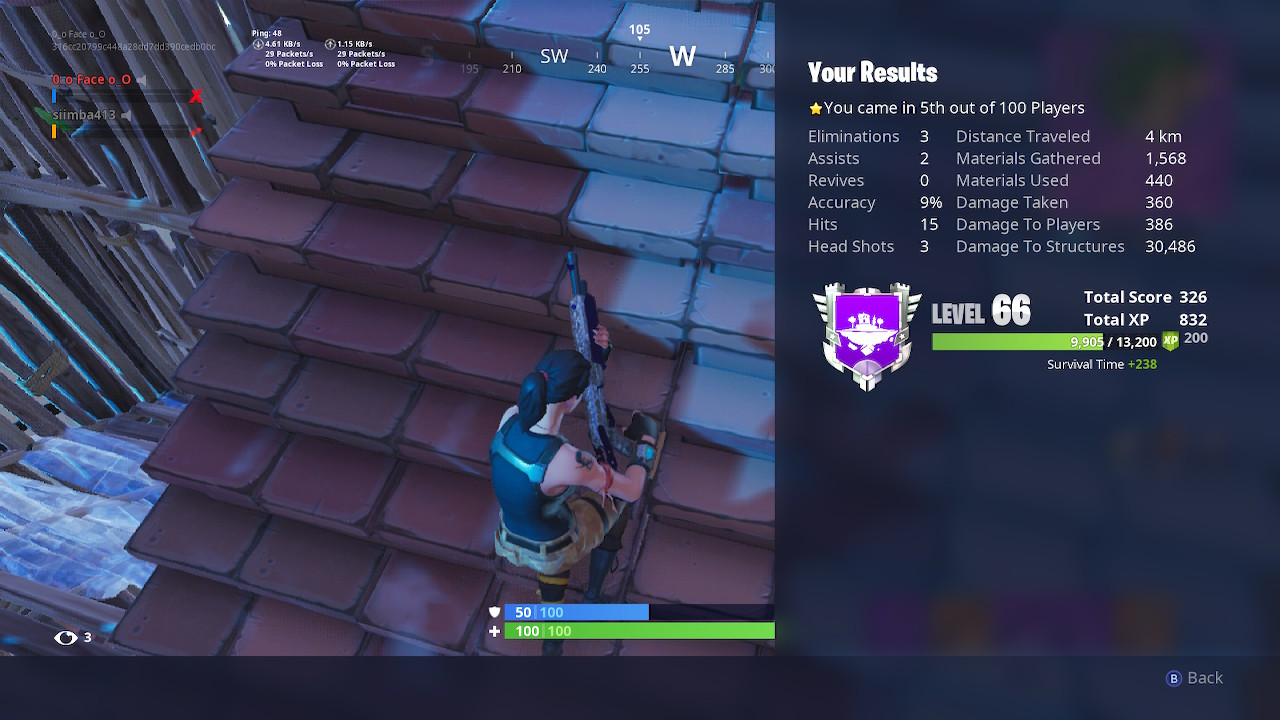 0_o Face o_O
316cc20799c448a28dd7dd390cedb0bc
0_o Face o_O
siimba413
Ping: 48
4.61 KB/s 1.15 KB/s
29 Packets/s 29 Packets/s
0% Packet Loss 0% Packet Loss
105
S SW W
195 210 240 255 285 300
Your Results
You came in 5th out of 100 Players
Eliminations 3 Distance Traveled 4 km
Assists 2 Materials Gathered 1,568
Revives 0 Materials Used 440
Accuracy 9% Damage Taken 360
Hits 15 Damage To Players 386
Head Shots 3 Damage To Structures 30,486
LEVEL 66
Total Score 326
Total XP 832
9,905 / 13,200 XP 200
Survival Time +238
50 100
100 100
3
B Back